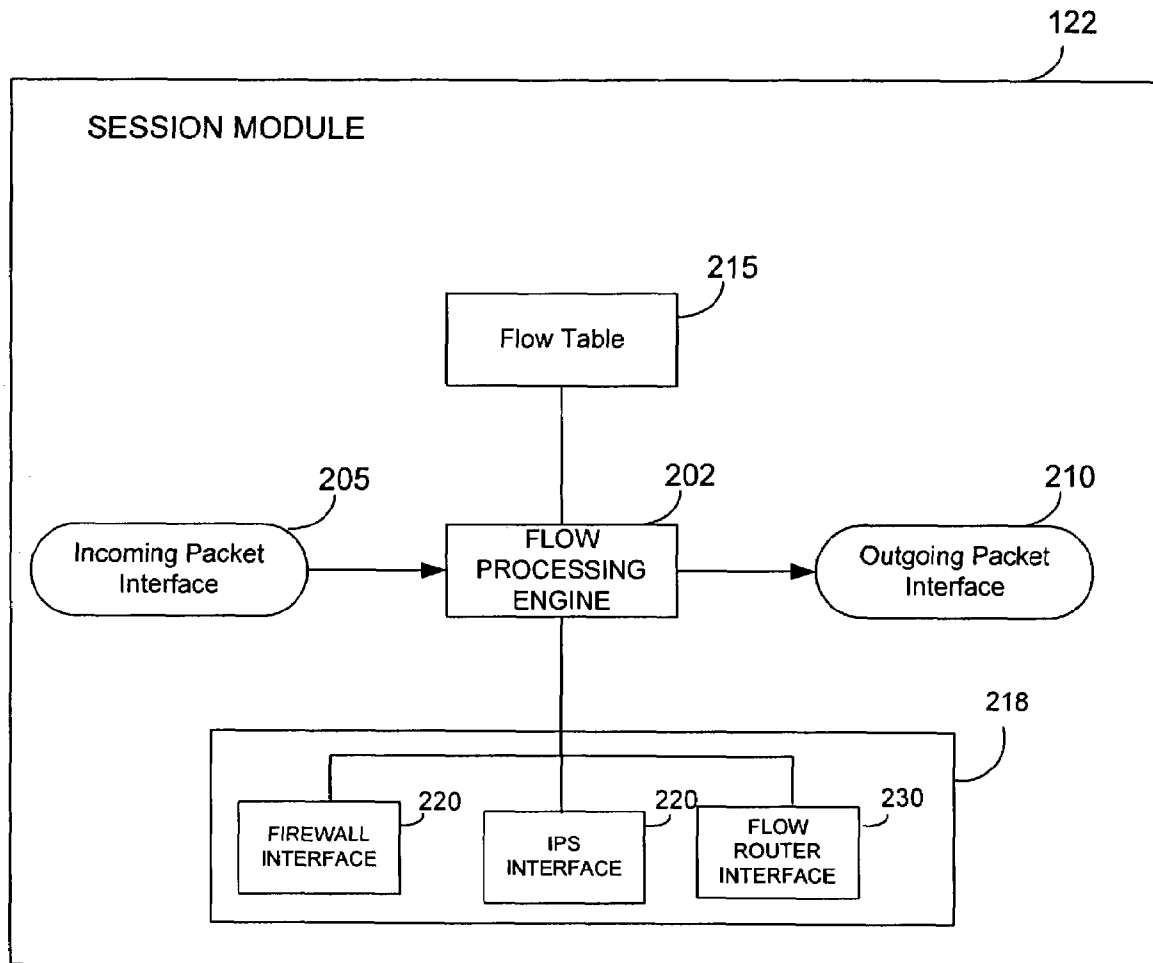 122
SESSION MODULE
215
Flow Table
205
202
210
Incoming Packet
Interface
FLOW
PROCESSING
ENGINE
Outgoing Packet
Interface
218
220
FIREWALL
INTERFACE
220
IPS
INTERFACE
230
FLOW
ROUTER
INTERFACE